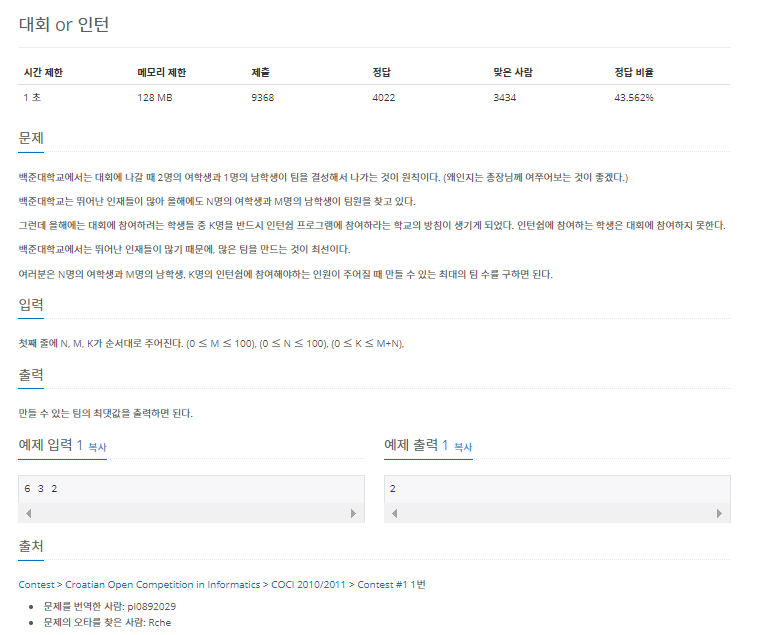 대회 or 인턴
시간 제한 메모리 제한 제출 정답 맞은 사람 정답 비율
1 초 128 MB 9368 4022 3434 43.562%
문제
백준대학교에서는 대회에 나갈 때 2명의 여학생과 1명의 남학생이 팀을 결성해서 나가는 것이 원칙이다. (왜인지는 총장님께 여쭈어보는 것이 좋겠다.)
백준대학교는 뛰어난 인재들이 많아 올해에도 N명의 여학생과 M명의 남학생이 팀원을 찾고 있다.
그런데 올해에는 대회에 참여하려는 학생들 중 K명을 반드시 인턴쉽 프로그램에 참여하라는 학교의 방침이 생기게 되었다. 인턴쉽에 참여하는 학생은 대회에 참여하지 못한다.
백준대학교에서는 뛰어난 인재들이 많기 때문에, 많은 팀을 만드는 것이 최선이다.
여러분은 N명의 여학생과 M명의 남학생, K명의 인턴쉽에 참여해야하는 인원이 주어질 때 만들 수 있는 최대의 팀 수를 구하면 된다.
입력
첫째 줄에 N, M, K가 순서대로 주어진다. (0 ≤ M ≤ 100), (0 ≤ N ≤ 100), (0 ≤ K ≤ M+N),
출력
만들 수 있는 팀의 최댓값을 출력하면 된다.
예제 입력 1 복사
6 3 2
예제 출력 1 복사
2
출처
Contest > Croatian Open Competition in Informatics > COCI 2010/2011 > Contest #1 1번
문제를 번역한 사람: pl0892029
문제의 오타를 찾은 사람: Rche